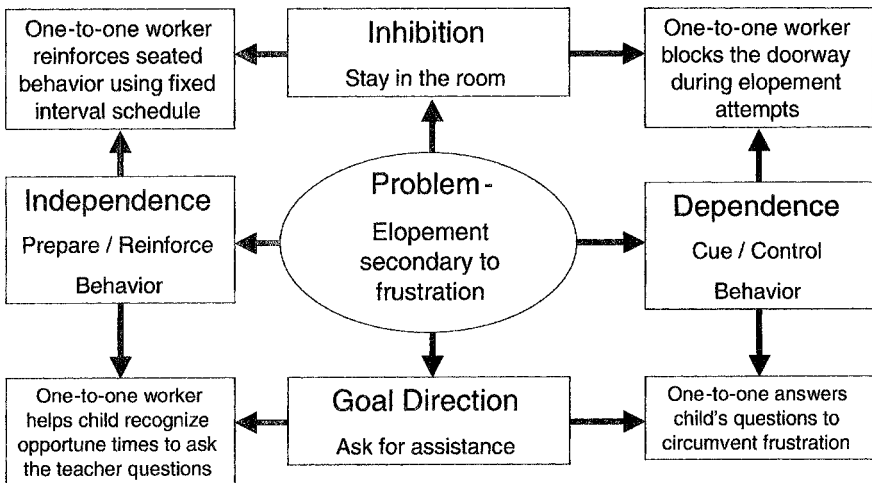 One-to-one worker
reinforces seated
behavior using fixed
interval schedule
Inhibition
Stay in the room
One-to-one worker
blocks the doorway
during elopement
attempts
Independence
Prepare / Reinforce
Behavior
Problem-
Elopement
secondary to
frustration
Dependence
Cue / Control
Behavior
One-to-one worker
helps child recognize
opportune times to ask
the teacher questions
Goal Direction
Ask for assistance
One-to-one answers
child's questions to
circumvent frustration